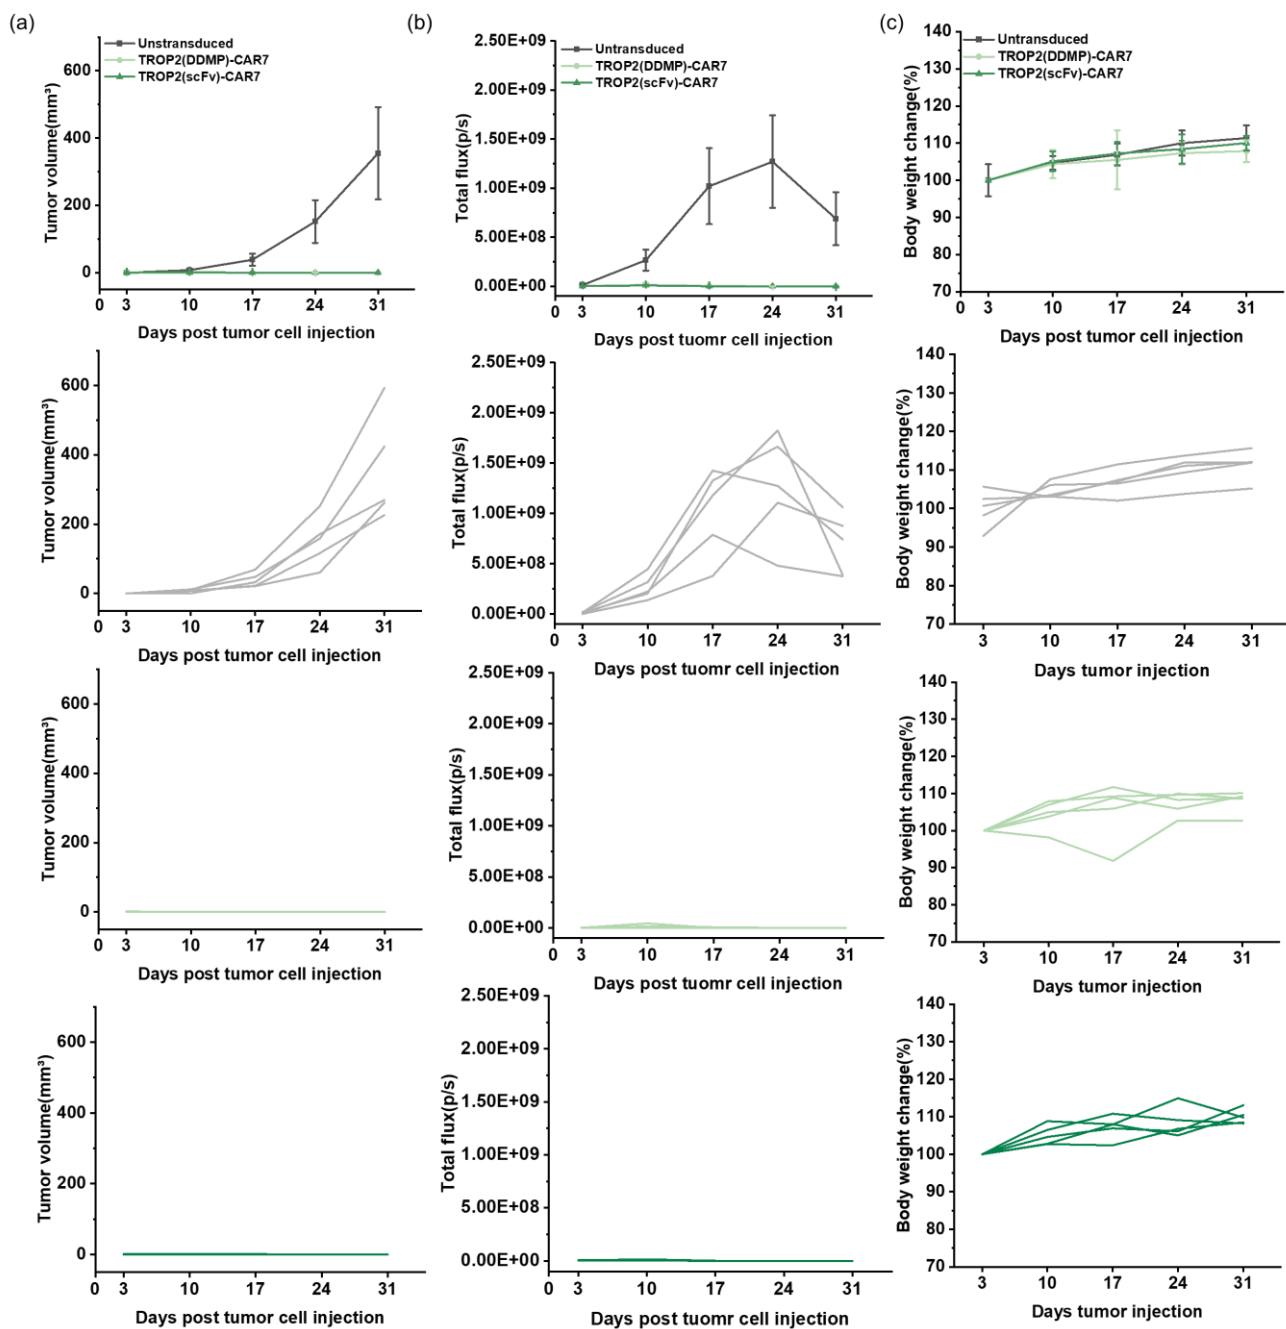 (a)
Unstransduced
TROP2(DDMP)-CAR7
TROP2(scFv)-CAR7
Tumor volume(mm³)
600
400
200
0
0 3 10 17 24 31
Days post tumor cell injection
(b)
Untransduced
TROP2(DDMP)-CAR7
TROP2(scFv)-CAR7
Total flux(p/s)
2.50E+09
2.00E+09
1.50E+09
1.00E+09
5.00E+08
0.00E+00
0 3 10 17 24 31
Days post tuomr cell injection
(c)
Untransduced
TROP2(DDMP)-CAR7
TROP2(scFv)-CAR7
Body weight change(%)
140
130
120
110
100
90
80
70
0 3 10 17 24 31
Days post tumor cell injection
Tumor volume(mm³)
600
400
200
0
0 3 10 17 24 31
Days post tumor cell injection
Total flux(p/s)
2.50E+09
2.00E+09
1.50E+09
1.00E+09
5.00E+08
0.00E+00
0 3 10 17 24 31
Days post tuomr cell injection
Body weight change(%)
140
130
120
110
100
90
80
70
3 10 17 24 31
Days tumor injection
Tumor volume(mm³)
600
400
200
0
0 3 10 17 24 31
Days post tumor cell injection
Total flux(p/s)
2.50E+09
2.00E+09
1.50E+09
1.00E+09
5.00E+08
0.00E+00
0 3 10 17 24 31
Days post tuomr cell injection
Body weight change(%)
140
130
120
110
100
90
80
70
3 10 17 24 31
Days tumor injection
Tumor volume(mm³)
600
400
200
0
0 3 10 17 24 31
Days post tumor cell injection
Total flux(p/s)
2.50E+09
2.00E+09
1.50E+09
1.00E+09
5.00E+08
0.00E+00
0 3 10 17 24 31
Days post tuomr cell injection
Body weight change(%)
140
130
120
110
100
90
80
70
3 10 17 24 31
Days tumor injection